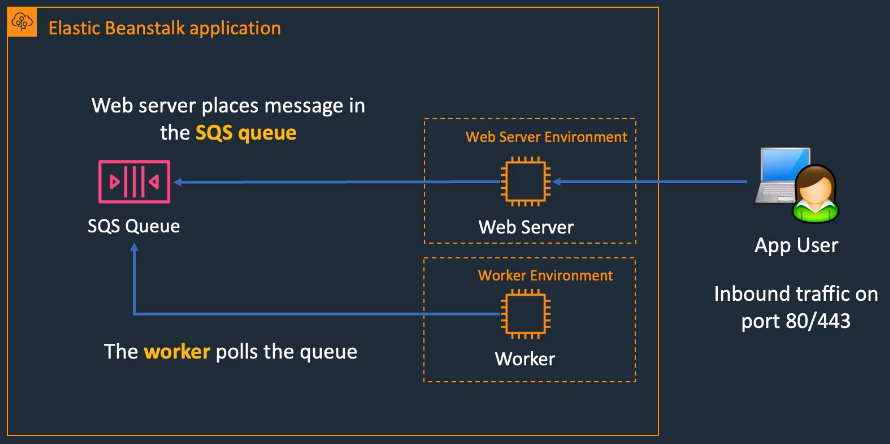 Elastic Beanstalk application
Web server places message in
the SQS queue
SQS Queue
Web Server Environment
Web Server
App User
Inbound traffic on
port 80/443
Worker Environment
Worker
The worker polls the queue